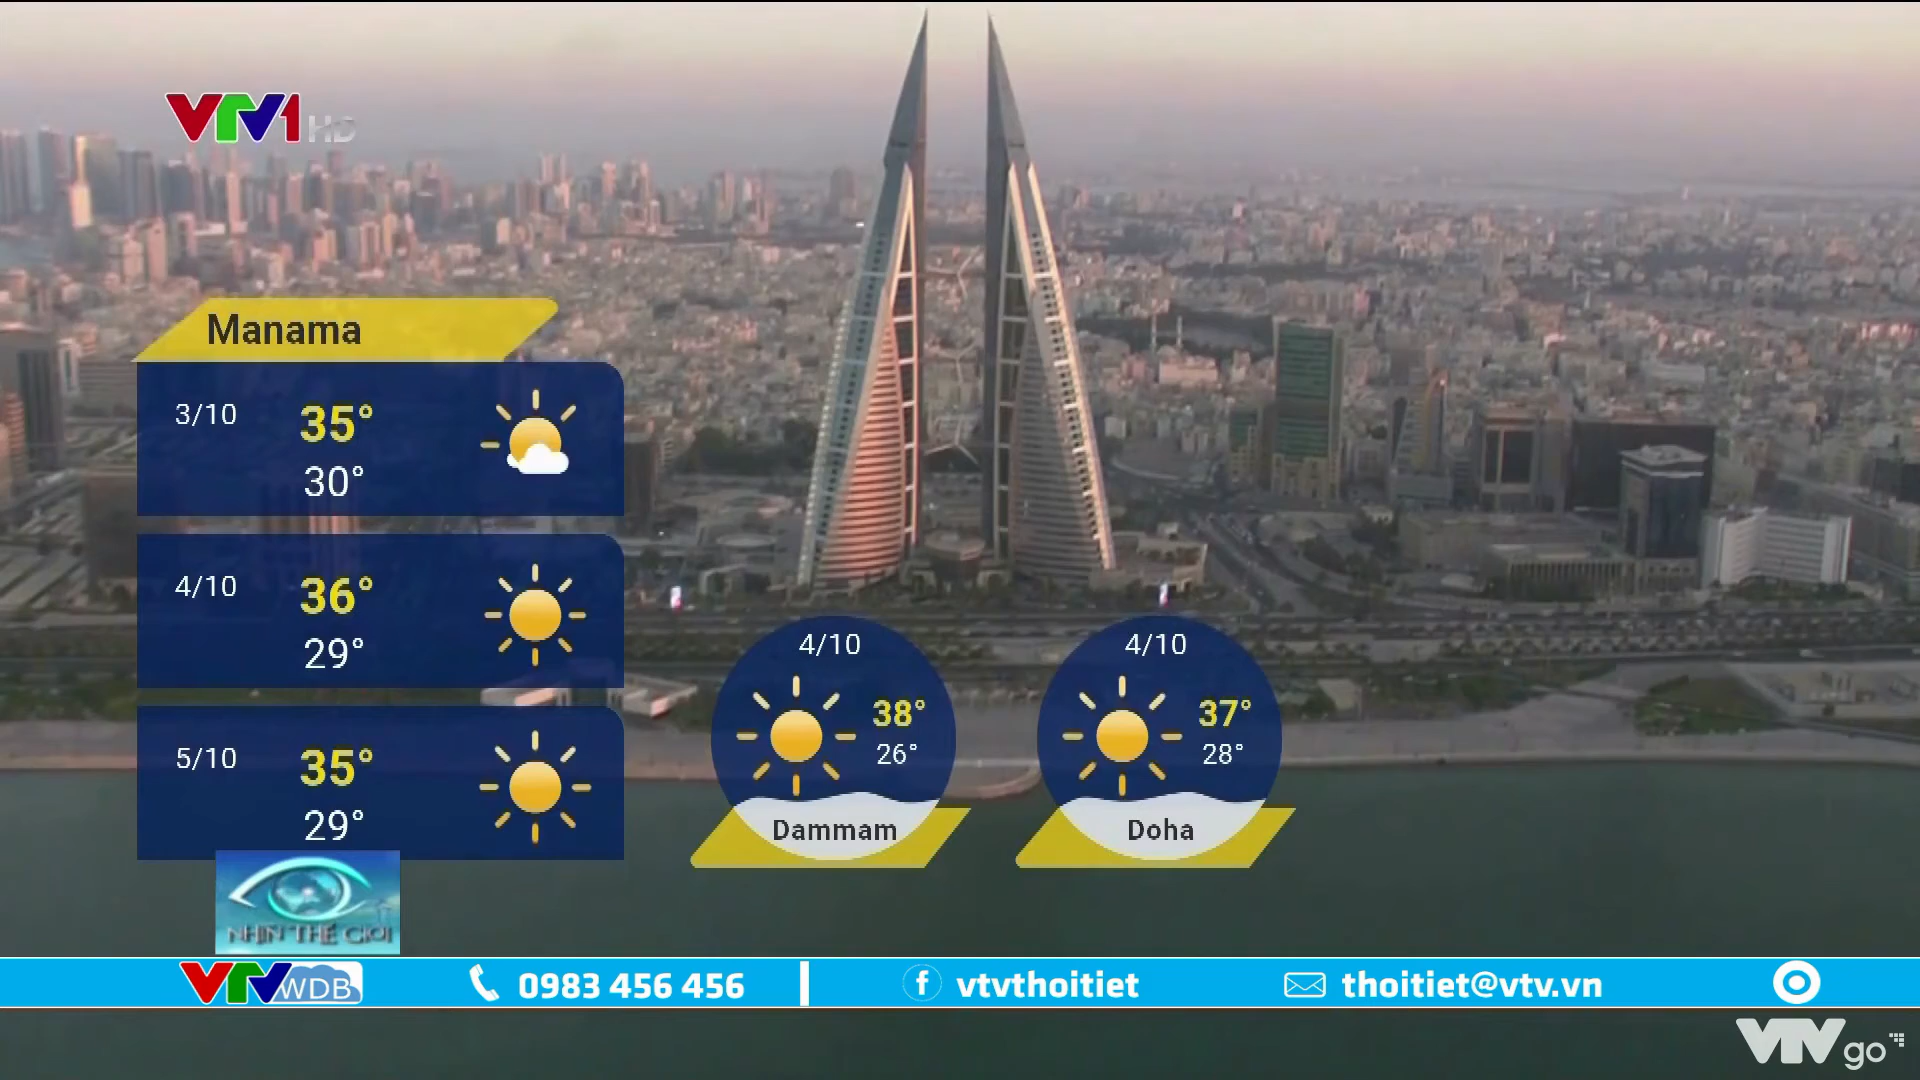 VTV1 HD
Manama
3/10
35°
30°
4/10
36°
29°
5/10
35°
29°
4/10
38°
26°
Dammam
4/10
37°
28°
Doha
NHÌN THẾ GIỚI
VTV WDB
0983 456 456
vtvthoitiet
thoitiet@vtv.vn
VTV go